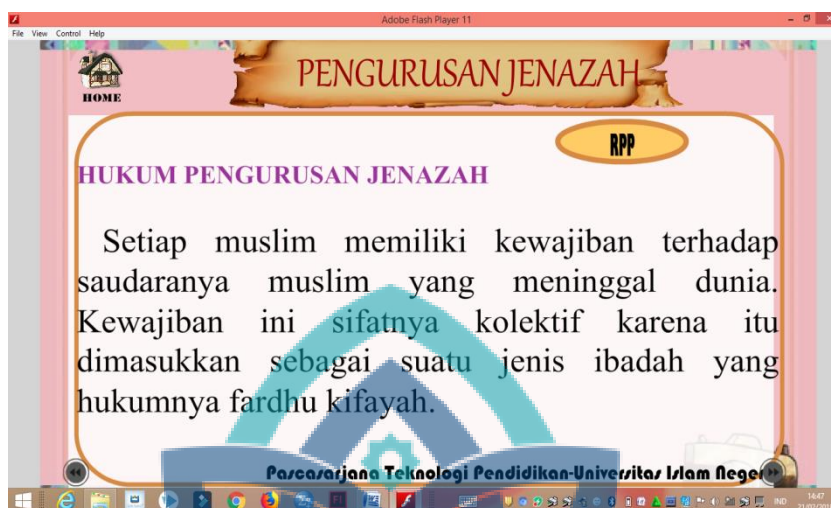 Adobe Flash Player 11
File View Control Help
PENGURUSAN JENAZAH
HOME
RPP
HUKUM PENGURUSAN JENAZAH
Setiap muslim memiliki kewajiban terhadap
saudaranya muslim yang meninggal dunia.
Kewajiban ini sifatnya kolektif karena itu
dimasukkan sebagai suatu jenis ibadah yang
hukumnya fardhu kifayah.
Pascasarjana Teknologi Pendidikan-Universitas Islam Neger
IND
14:47